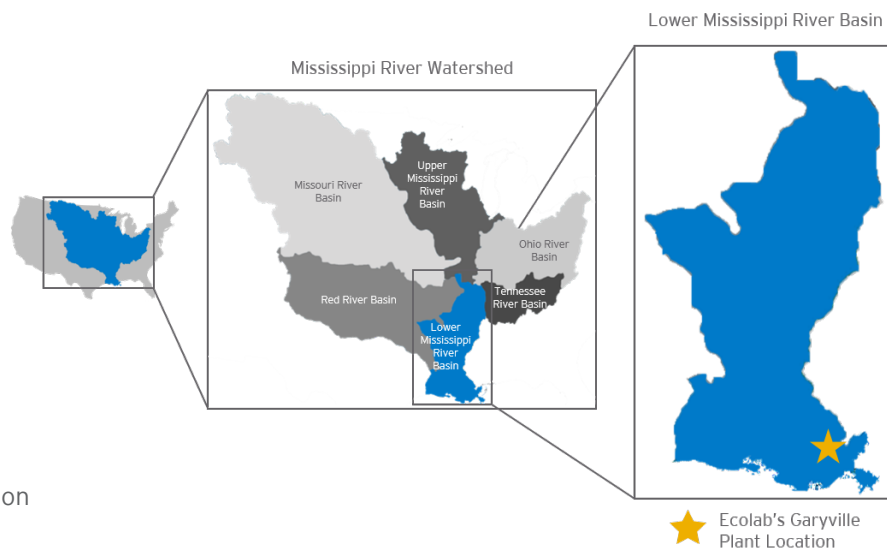 Lower Mississippi River Basin
Mississippi River Watershed
Upper
Mississippi
River
Basin
Missouri River
Basin
Ohio River
Basin
Tennessee
River Basin
Red River Basin
Lower
Mississippi
River
Basin
on
Ecolab's Garyville
Plant Location